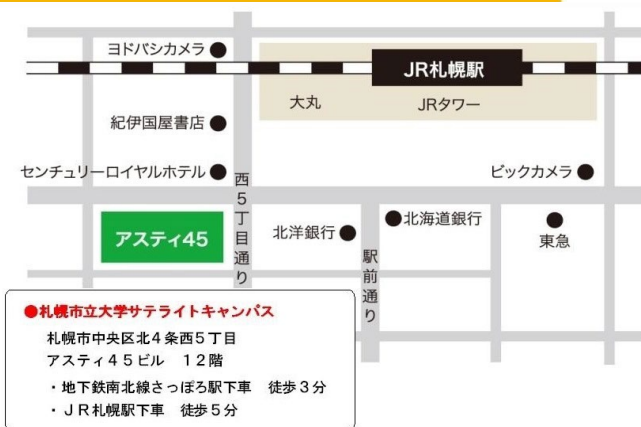 ヨドバシカメラ
JR札幌駅
大丸
JRタワー
紀伊国屋書店
センチュリーロイヤルホテル
ビックカメラ
西5丁目通り
アスティ45
北洋銀行
北海道銀行
東急
駅前通り
●札幌市立大学サテライトキャンパス
札幌市中央区北4条西5丁目
アスティ45ビル 12階
・地下鉄南北線さっぽろ駅下車 徒歩3分
・JR札幌駅下車 徒歩5分